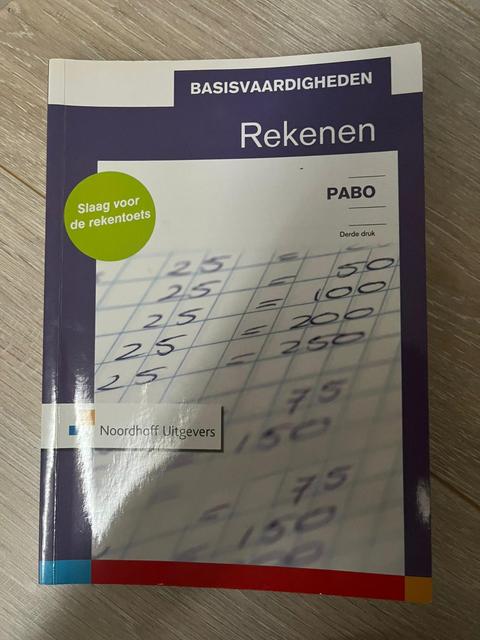 BASISVAARDIGHEDEN
Rekenen
PABO
Derde druk
Slaag voor
de rekentoets
25 =
25 = 50
25 = 100
25 = 200
25 = 250
75
150
Noordhoff Uitgevers
75
= 150